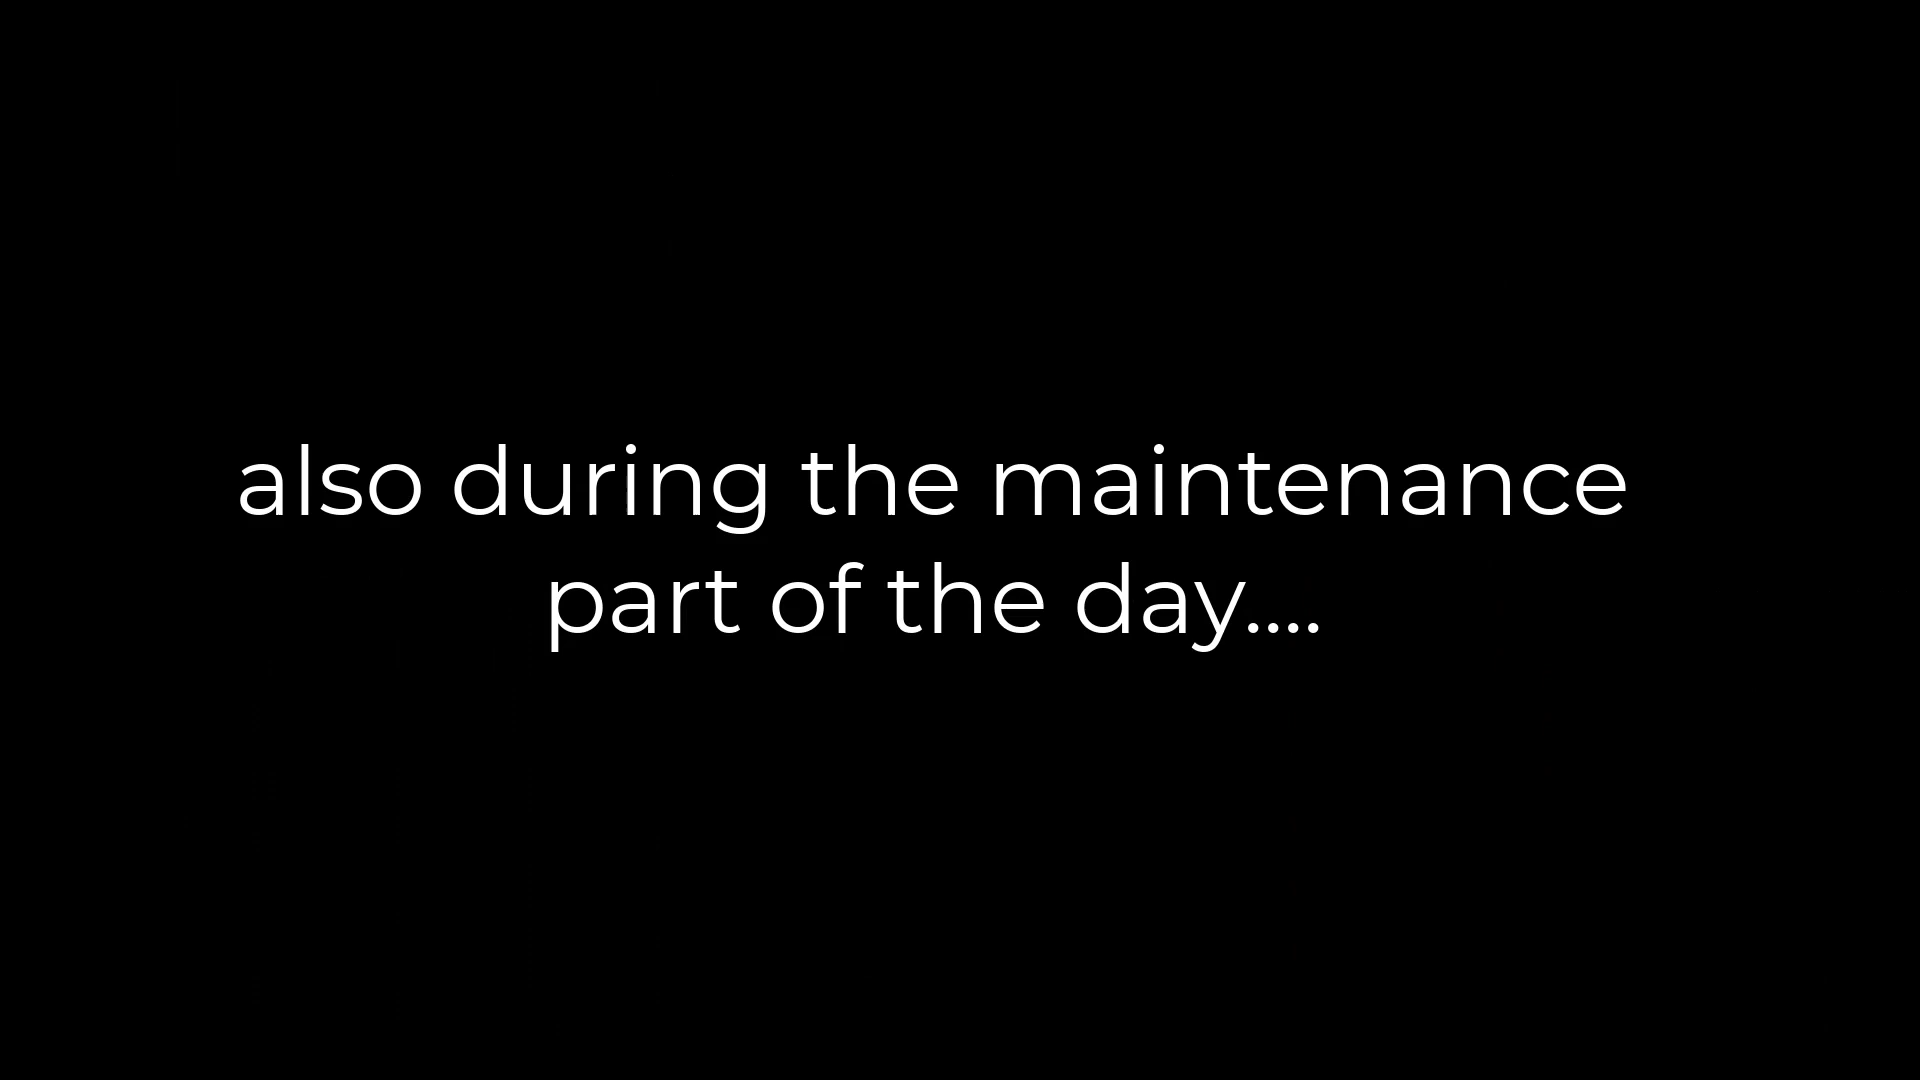 also during the maintenance
part of the day....